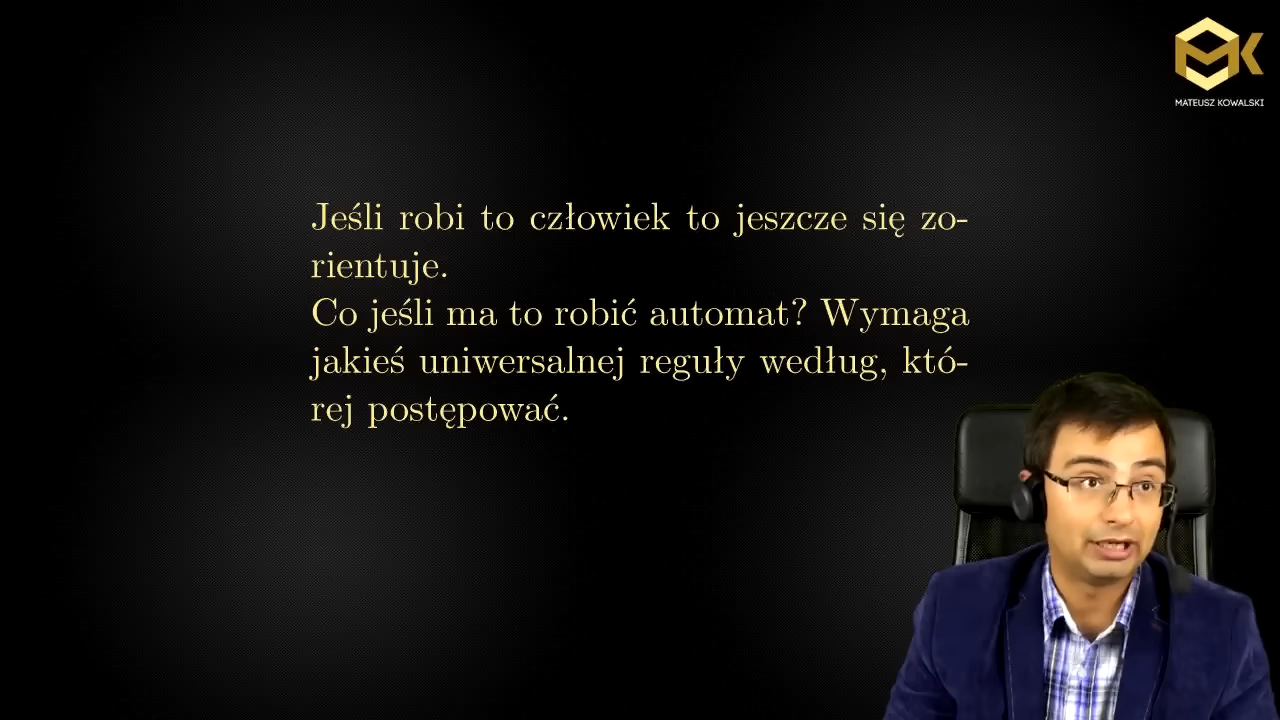 MATEUSZ KOWALSKI
Jeśli robi to człowiek to jeszcze się zo-
rientuje.
Co jeśli ma to robić automat? Wymaga
jakieś uniwersalnej reguły według, któ-
rej postępować.